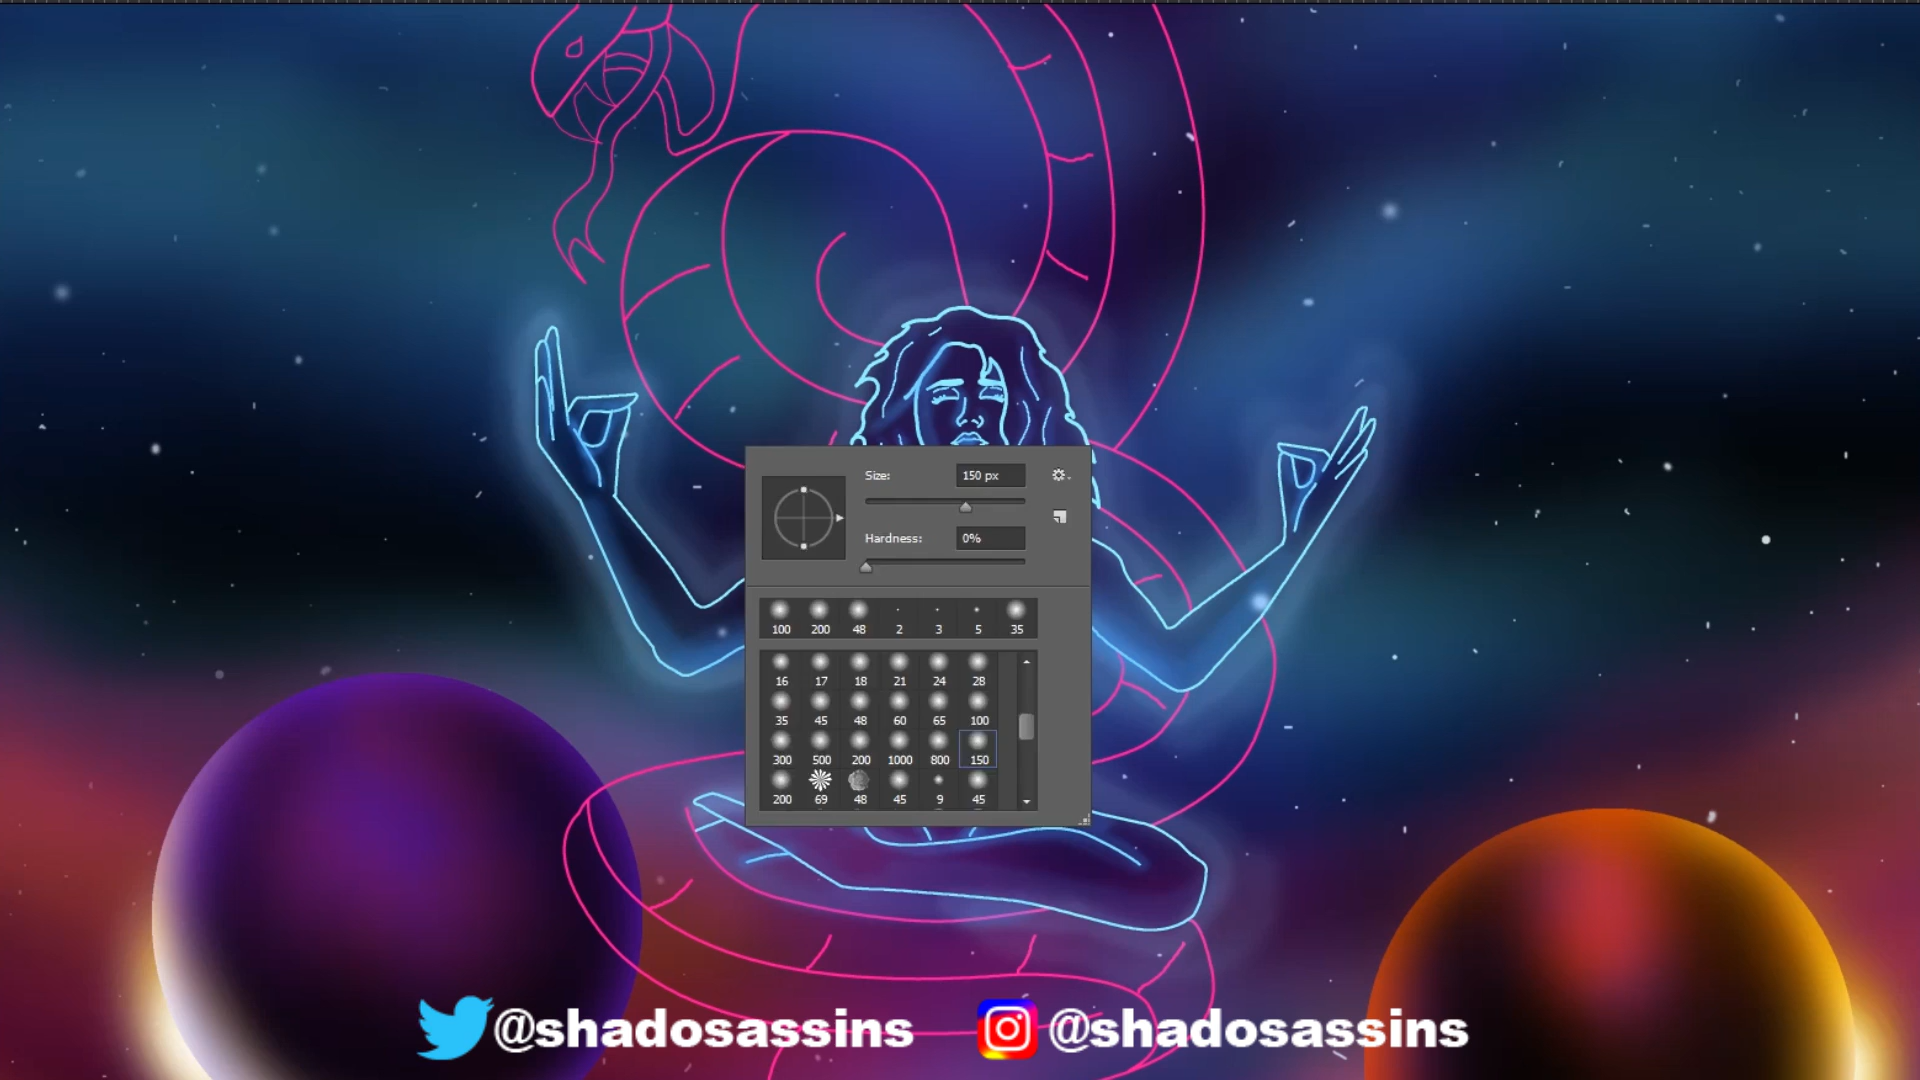 Size: 150 px
Hardness: 0%
100 200 48 2 3 5 35
16 17 18 21 24 28
35 45 48 60 65 100
300 500 200 1000 800 150
200 69 48 45 9 45
@shadosassins @shadosassins